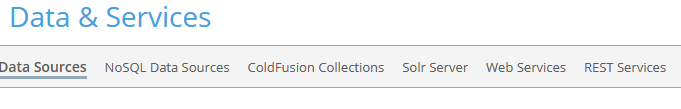 Data & Services
Data Sources NoSQL Data Sources ColdFusion Collections Solr Server Web Services REST Services